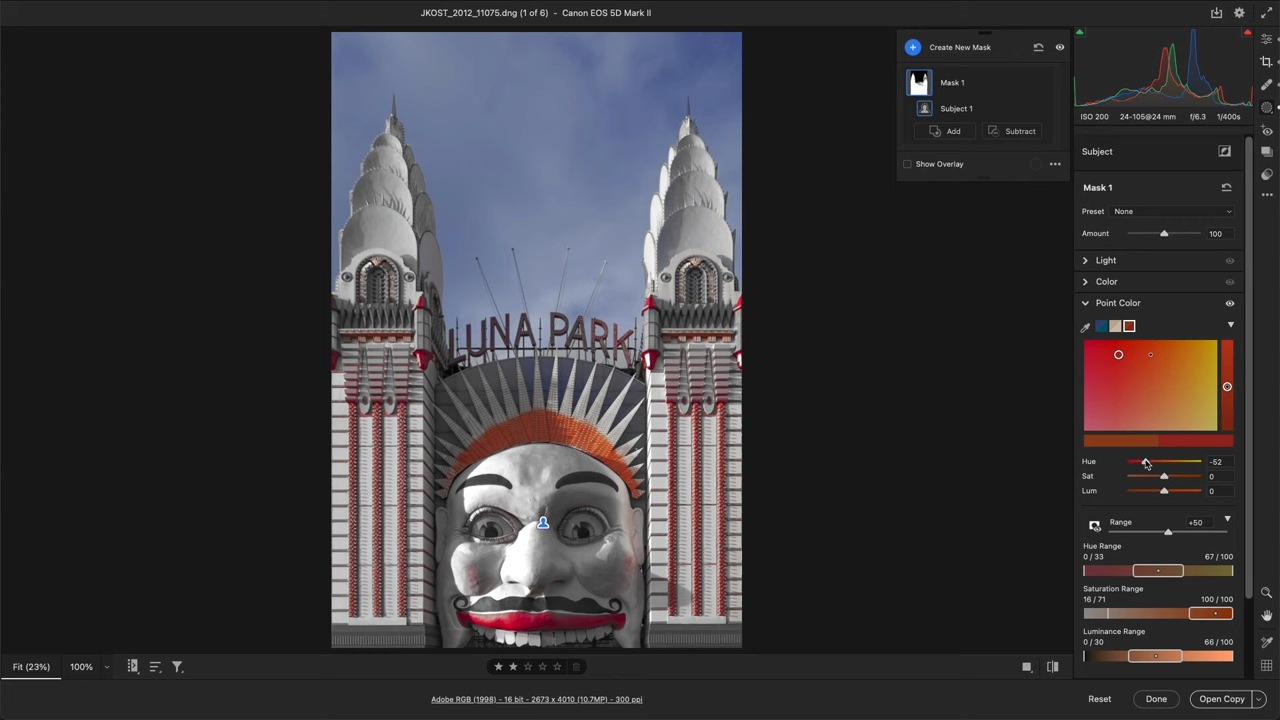 JKOST_2012_11075.dng (1 of 6) - Canon EOS 5D Mark II
Create New Mask
Mask 1
Subject 1
Add Subtract
Show Overlay
ISO 200 24-105@24 mm f/6.3 1/400s
Subject
Mask 1
Preset None
Amount 100
Light
Color
Point Color
Hue -52
Sat 0
Lum 0
Range +50
Hue Range
0 / 33 67 / 100
Saturation Range
16 / 71 100 / 100
Luminance Range
0 / 30 66 / 100
LUNA PARK
Fit (23%) 100%
Adobe RGB (1998) - 16 bit - 2673 x 4010 (10.7MP) - 300 ppi
Reset Done Open Copy